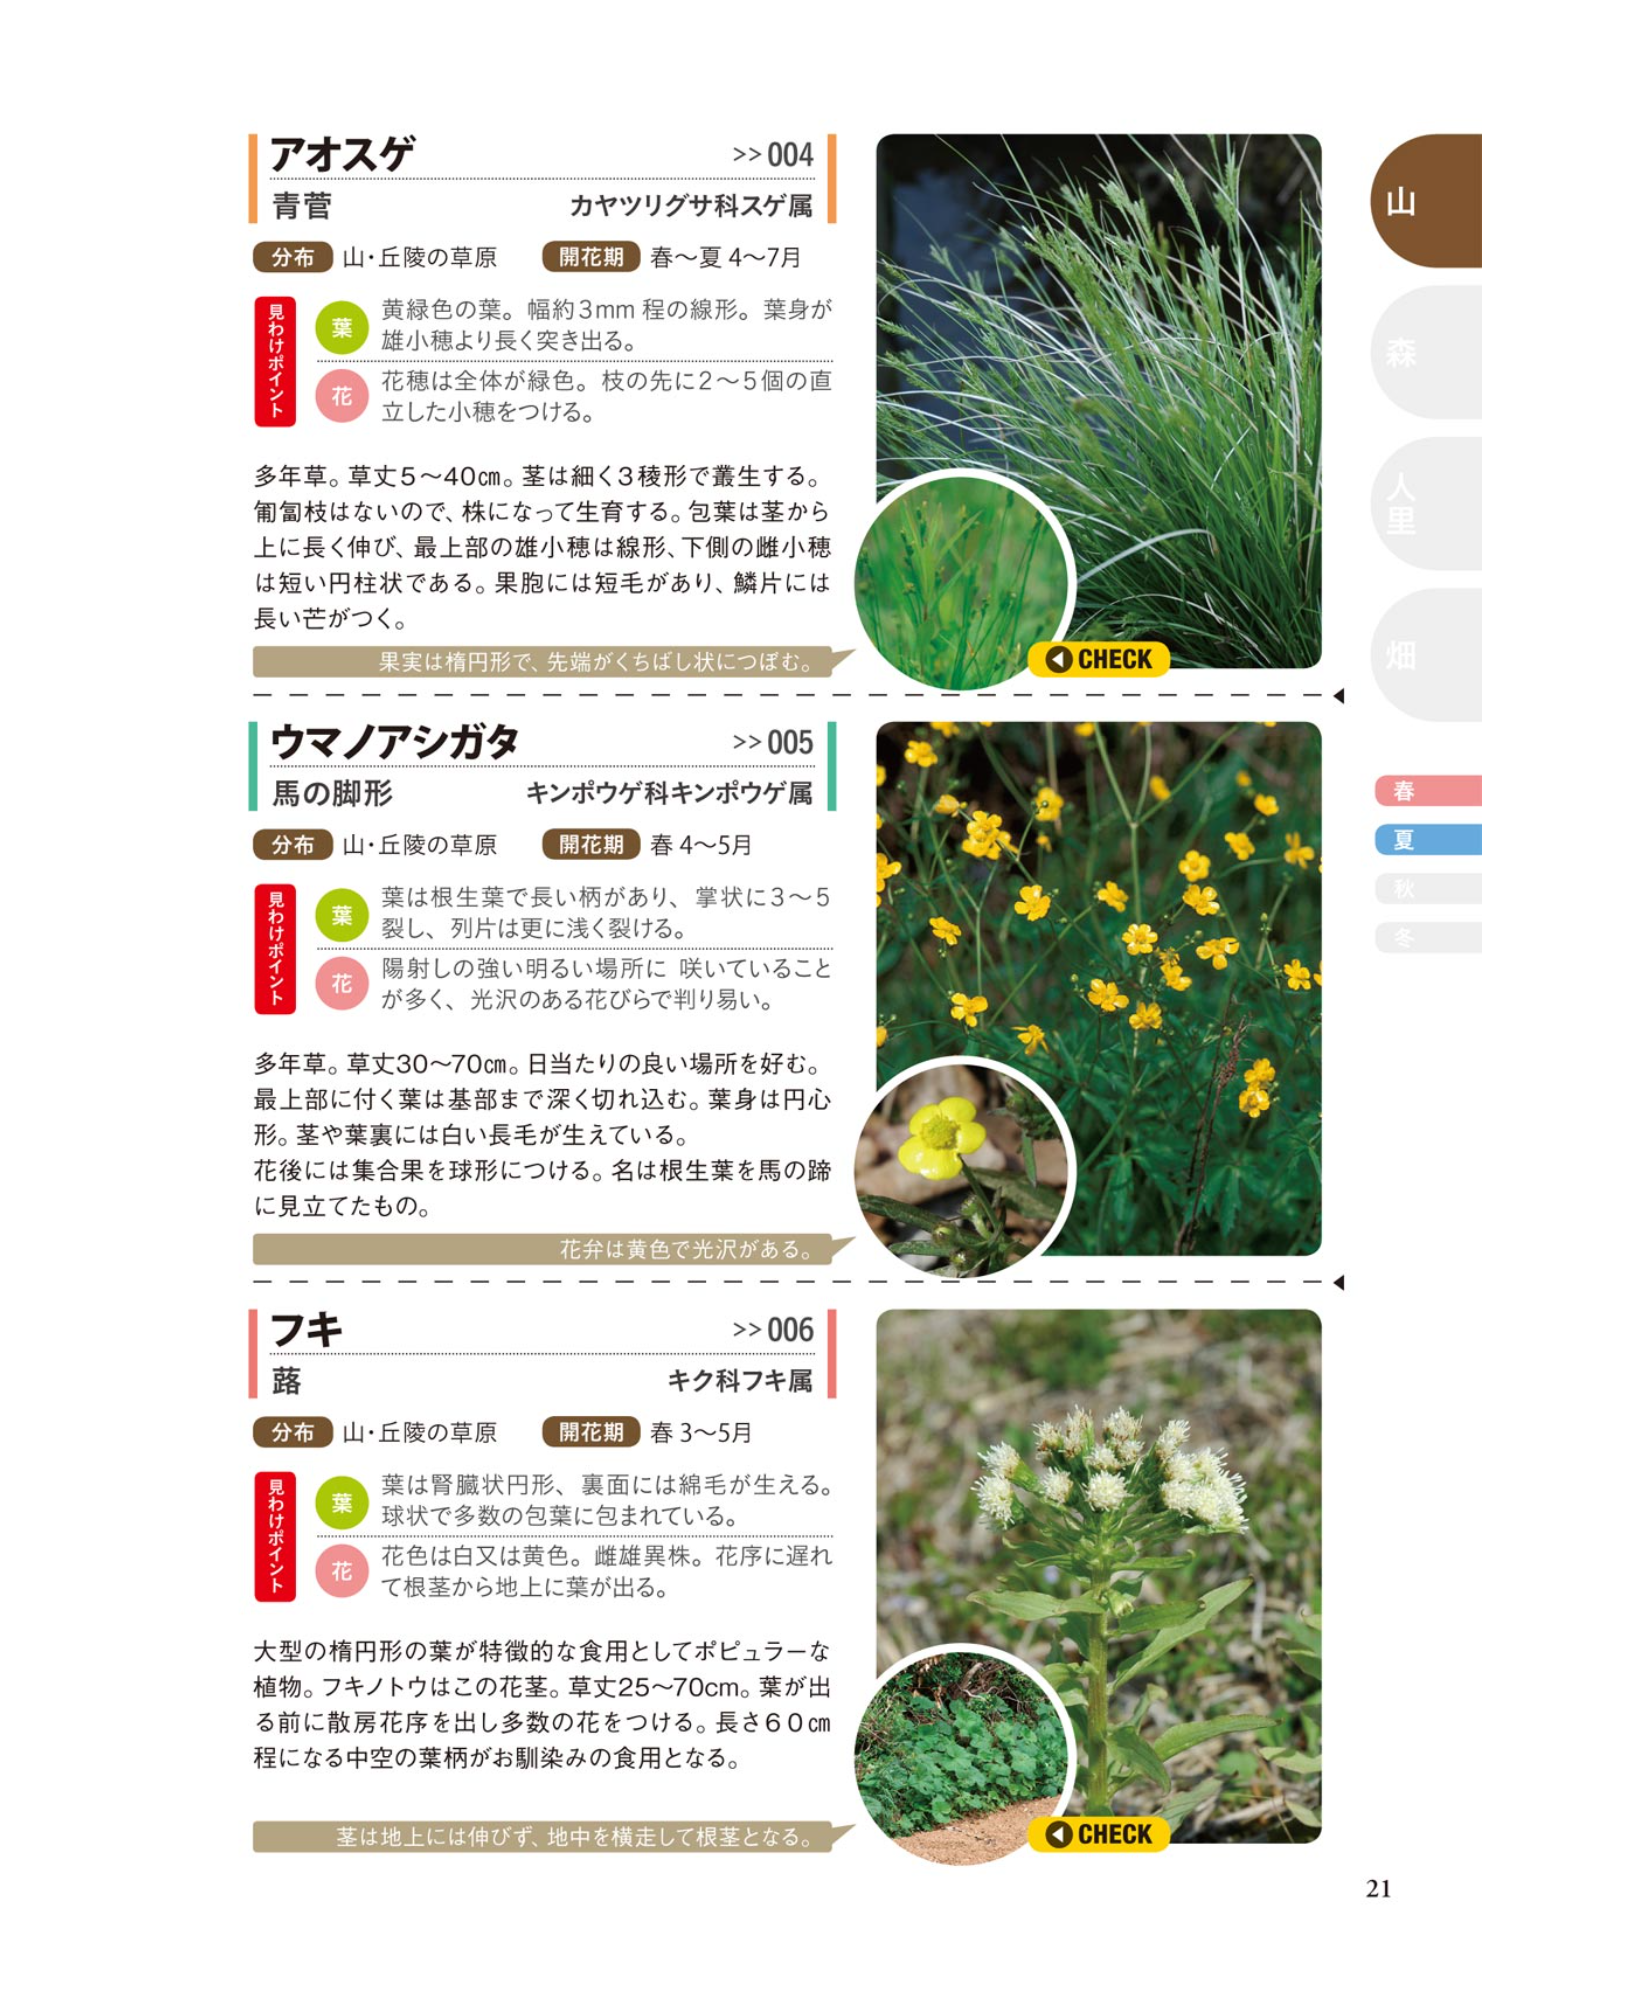 アオスゲ >>004
青菅 カヤツリグサ科スゲ属
分布 山・丘陵の草原 開花期 春〜夏 4〜7月
見わけポイント
葉 黄緑色の葉。幅約3mm 程の線形。葉身が
雄小穂より長く突き出る。
花 花穂は全体が緑色。枝の先に2〜5個の直
立した小穂をつける。
多年草。草丈5〜40㎝。茎は細く3稜形で叢生する。
匍匐枝はないので、株になって生育する。包葉は茎から
上に長く伸び、最上部の雄小穂は線形、下側の雌小穂
は短い円柱状である。果胞には短毛があり、鱗片には
長い芒がつく。
果実は楕円形で、先端がくちばし状につぼむ。
CHECK
ウマノアシガタ >>005
馬の脚形 キンポウゲ科キンポウゲ属
分布 山・丘陵の草原 開花期 春 4〜5月
見わけポイント
葉 葉は根生葉で長い柄があり、掌状に3〜5
裂し、列片は更に浅く裂ける。
花 陽射しの強い明るい場所に 咲いていること
が多く、光沢のある花びらで判り易い。
多年草。草丈30〜70㎝。日当たりの良い場所を好む。
最上部に付く葉は基部まで深く切れ込む。葉身は円心
形。茎や葉裏には白い長毛が生えている。
花後には集合果を球形につける。名は根生葉を馬の蹄
に見立てたもの。
花弁は黄色で光沢がある。
フキ >>006
蕗 キク科フキ属
分布 山・丘陵の草原 開花期 春 3〜5月
見わけポイント
葉 葉は腎臓状円形、裏面には綿毛が生える。
球状で多数の包葉に包まれている。
花 花色は白又は黄色。雌雄異株。花序に遅れ
て根茎から地上に葉が出る。
大型の楕円形の葉が特徴的な食用としてポピュラーな
植物。フキノトウはこの花茎。草丈25〜70cm。葉が出
る前に散房花序を出し多数の花をつける。長さ60㎝
程になる中空の葉柄がお馴染みの食用となる。
茎は地上には伸びず、地中を横走して根茎となる。
CHECK
山
森
人里
畑
春
夏
秋
冬
21